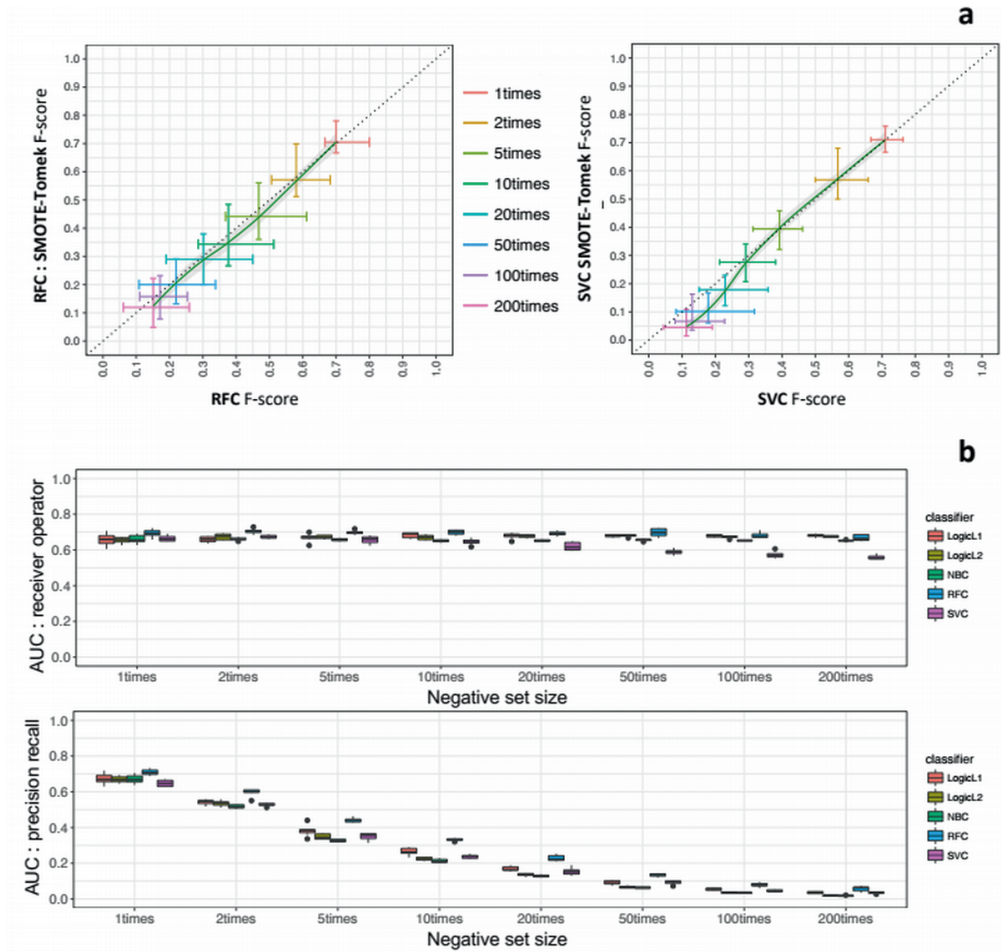 a
RFC : SMOTE-Tomek F-score
1.0
0.9
0.8
0.7
0.6
0.5
0.4
0.3
0.2
0.1
0.0
0.0 0.1 0.2 0.3 0.4 0.5 0.6 0.7 0.8 0.9 1.0
RFC F-score
1times
2times
5times
10times
20times
50times
100times
200times
SVC SMOTE-Tomek F-score
1.0
0.9
0.8
0.7
0.6
0.5
0.4
0.3
0.2
0.1
0.0
0.0 0.1 0.2 0.3 0.4 0.5 0.6 0.7 0.8 0.9 1.0
SVC F-score
b
AUC : receiver operator
1.0
0.8
0.6
0.4
0.2
0.0
1times 2times 5times 10times 20times 50times 100times 200times
Negative set size
classifier
LogicL1
LogicL2
NBC
RFC
SVC
AUC : precision recall
1.0
0.8
0.6
0.4
0.2
0.0
1times 2times 5times 10times 20times 50times 100times 200times
Negative set size
classifier
LogicL1
LogicL2
NBC
RFC
SVC